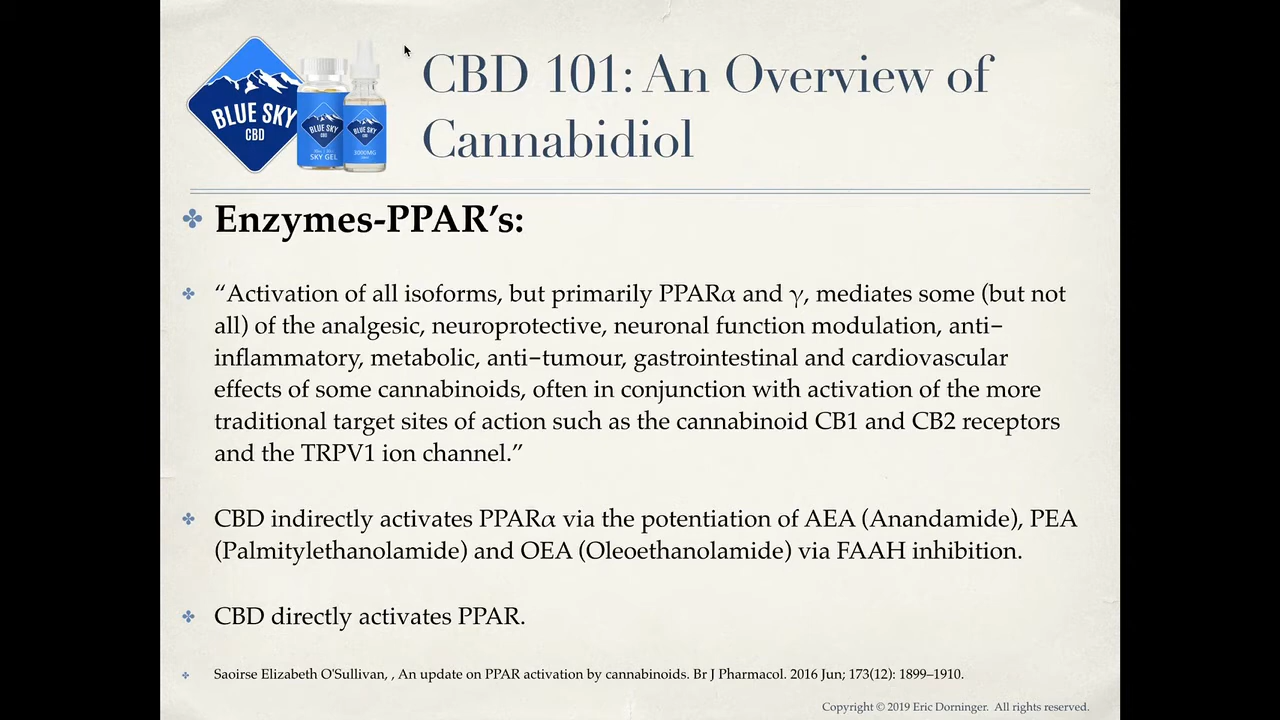 BLUE SKY
CBD
BLUE SKY
CBD
SKY GEL
BLUE SKY
CBD
3000MG
CBD 101: An Overview of
Cannabidiol
Enzymes-PPAR’s:
“Activation of all isoforms, but primarily PPARα and γ, mediates some (but not
all) of the analgesic, neuroprotective, neuronal function modulation, anti–
inflammatory, metabolic, anti–tumour, gastrointestinal and cardiovascular
effects of some cannabinoids, often in conjunction with activation of the more
traditional target sites of action such as the cannabinoid CB1 and CB2 receptors
and the TRPV1 ion channel.”
CBD indirectly activates PPARα via the potentiation of AEA (Anandamide), PEA
(Palmitylethanolamide) and OEA (Oleoethanolamide) via FAAH inhibition.
CBD directly activates PPAR.
Saoirse Elizabeth O'Sullivan, , An update on PPAR activation by cannabinoids. Br J Pharmacol. 2016 Jun; 173(12): 1899–1910.
Copyright © 2019 Eric Dorninger. All rights reserved.